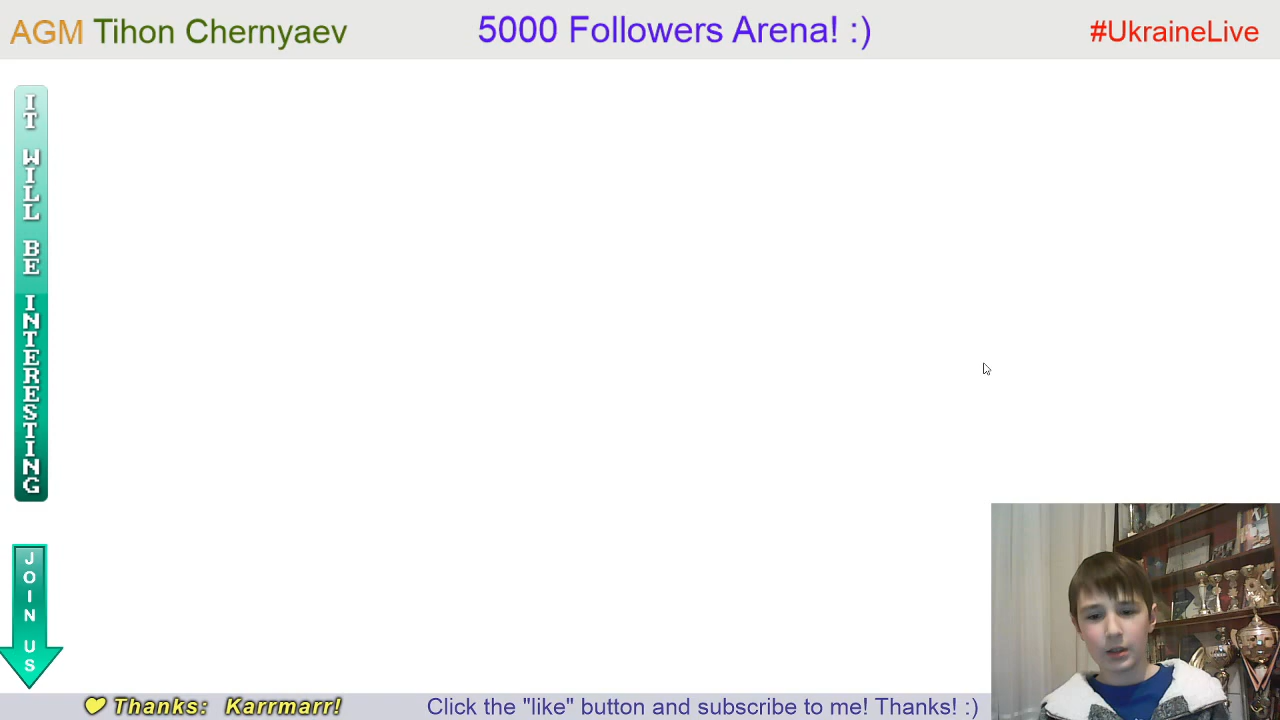 AGM Tihon Chernyaev
5000 Followers Arena! :)
#UkraineLive
IT WILL BE INTERESTING
JOIN US
Thanks: Karrmarr!
Click the "like" button and subscribe to me! Thanks! :)